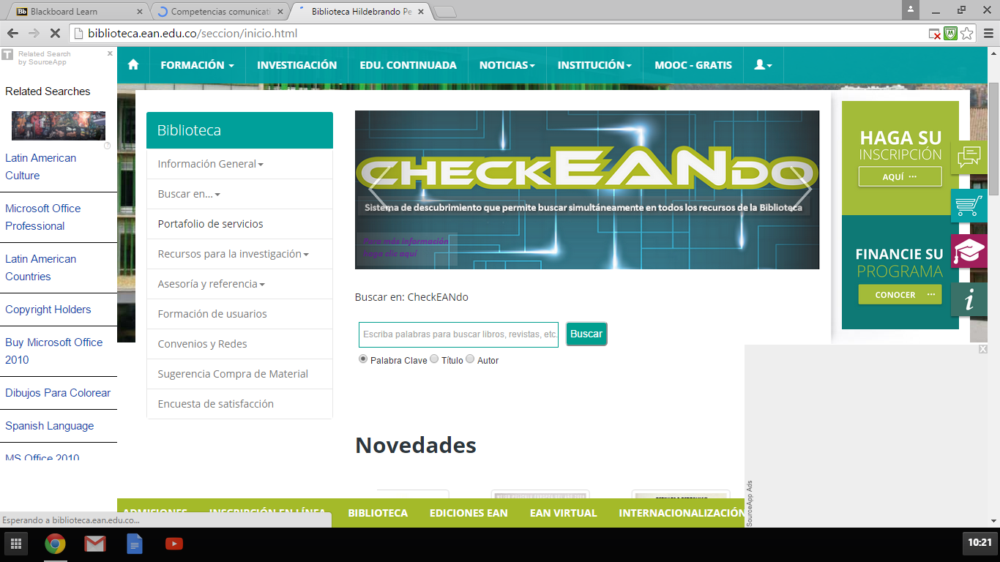 Blackboard Learn
Competencias comunicati
Biblioteca Hildebrando Pe
biblioteca.ean.edu.co/seccion/inicio.html
Related Search
by SourceApp
Related Searches
Latin American
Culture
Microsoft Office
Professional
Latin American
Countries
Copyright Holders
Buy Microsoft Office
2010
Dibujos Para Colorear
Spanish Language
MS Office 2010
FORMACIÓN
INVESTIGACIÓN
EDU. CONTINUADA
NOTICIAS
INSTITUCIÓN
MOOC - GRATIS
Biblioteca
Información General
Buscar en...
Portafolio de servicios
Recursos para la investigación
Asesoría y referencia
Formación de usuarios
Convenios y Redes
Sugerencia Compra de Material
Encuesta de satisfacción
CHECKEANDO
Sistema de descubrimiento que permite buscar simultáneamente en todos los recursos de la Biblioteca
Para más información
haga clic aquí
Buscar en: CheckEANdo
Escriba palabras para buscar libros, revistas, etc.
Buscar
Palabra Clave
Título
Autor
Novedades
HAGA SU
INSCRIPCIÓN
AQUÍ ···
FINANCIE SU
PROGRAMA
CONOCER ···
i
SourceApp Ads
ADMISIONES
INSCRIPCIÓN EN LÍNEA
BIBLIOTECA
EDICIONES EAN
EAN VIRTUAL
INTERNACIONALIZACIÓN
Esperando a biblioteca.ean.edu.co...
10:21